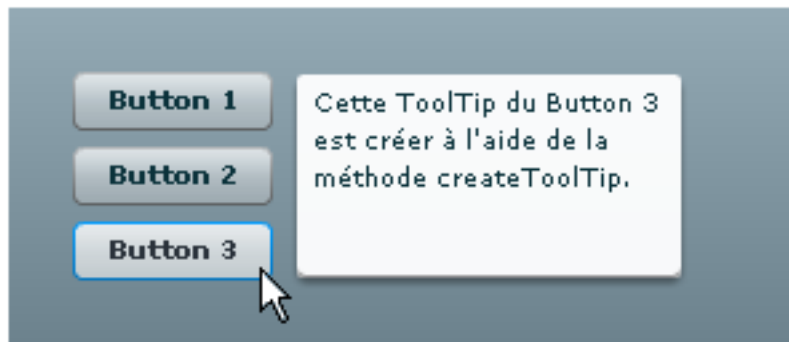 Button 1
Button 2
Button 3
Cette ToolTip du Button 3
est créer à l'aide de la
méthode createToolTip.